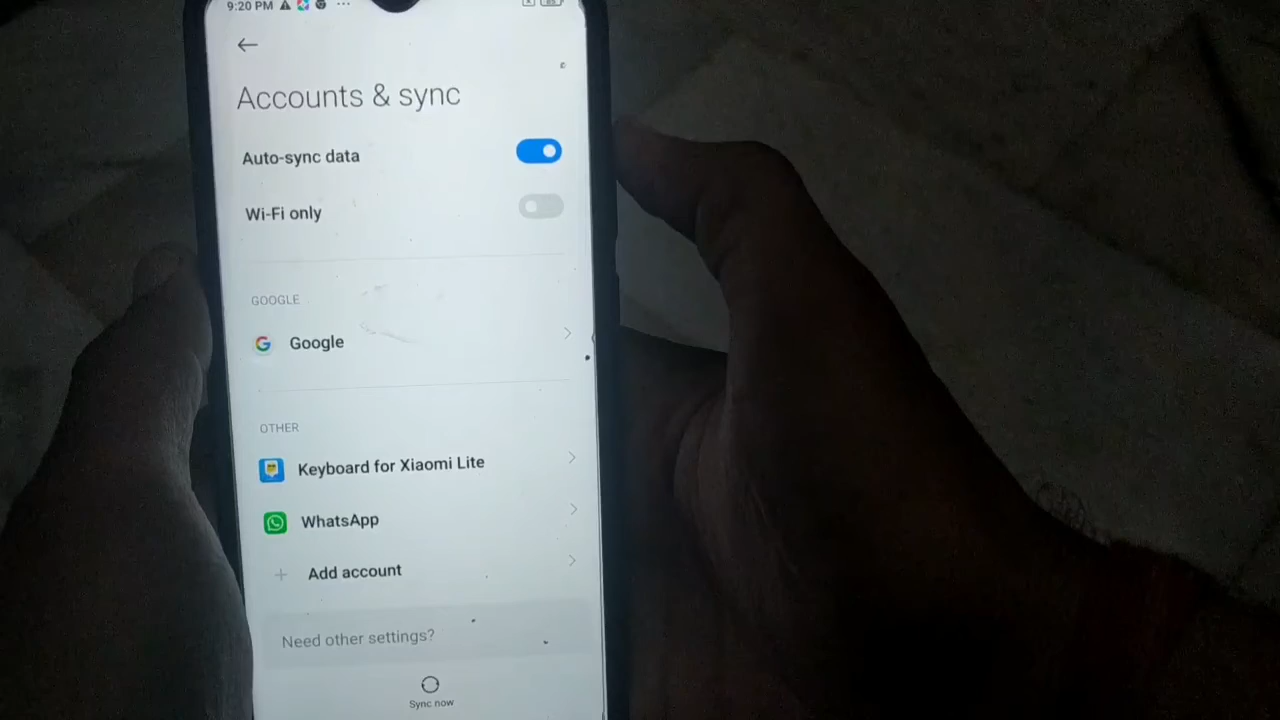 9:20 PM
Accounts & sync
Auto-sync data
Wi-Fi only
GOOGLE
Google
OTHER
Keyboard for Xiaomi Lite
WhatsApp
Add account
Need other settings?
Sync now